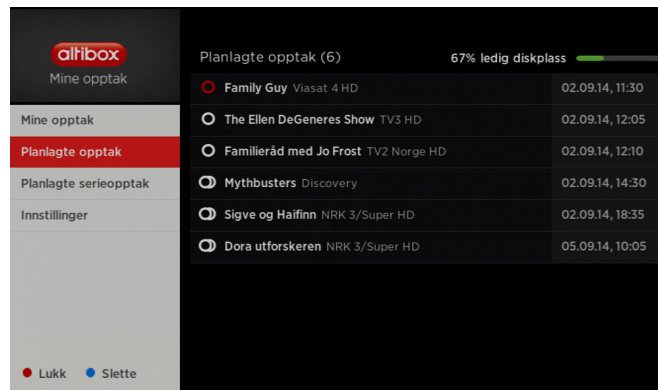 altibox
Mine opptak
Mine opptak
Planlagte opptak
Planlagte serieopptak
Innstillinger
Lukk Slette
Planlagte opptak (6) 67% ledig diskplass
Family Guy Viasat 4 HD 02.09.14, 11:30
The Ellen DeGeneres Show TV3 HD 02.09.14, 12:05
Familieråd med Jo Frost TV2 Norge HD 02.09.14, 12:10
Mythbusters Discovery 02.09.14, 14:30
Sigve og Haifinn NRK 3/Super HD 02.09.14, 18:35
Dora utforskeren NRK 3/Super HD 05.09.14, 10:05